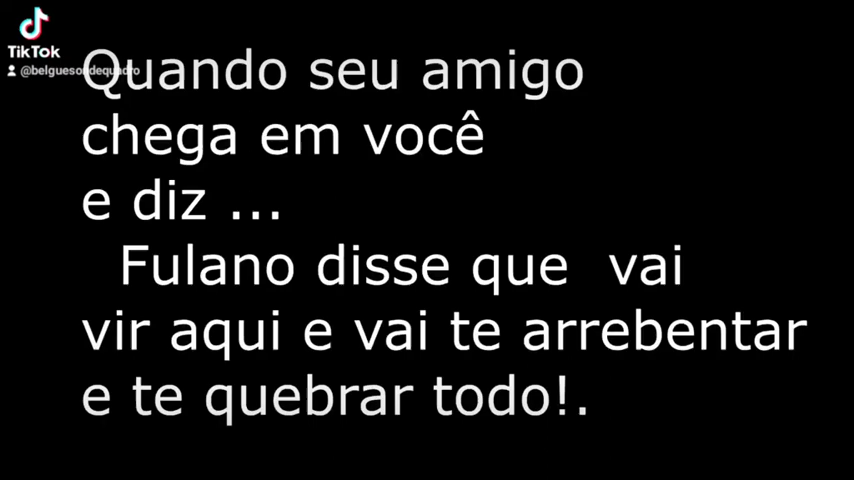 TikTok
Quando seu amigo
chega em você
e diz ...
Fulano disse que vai
vir aqui e vai te arrebentar
e te quebrar todo!.